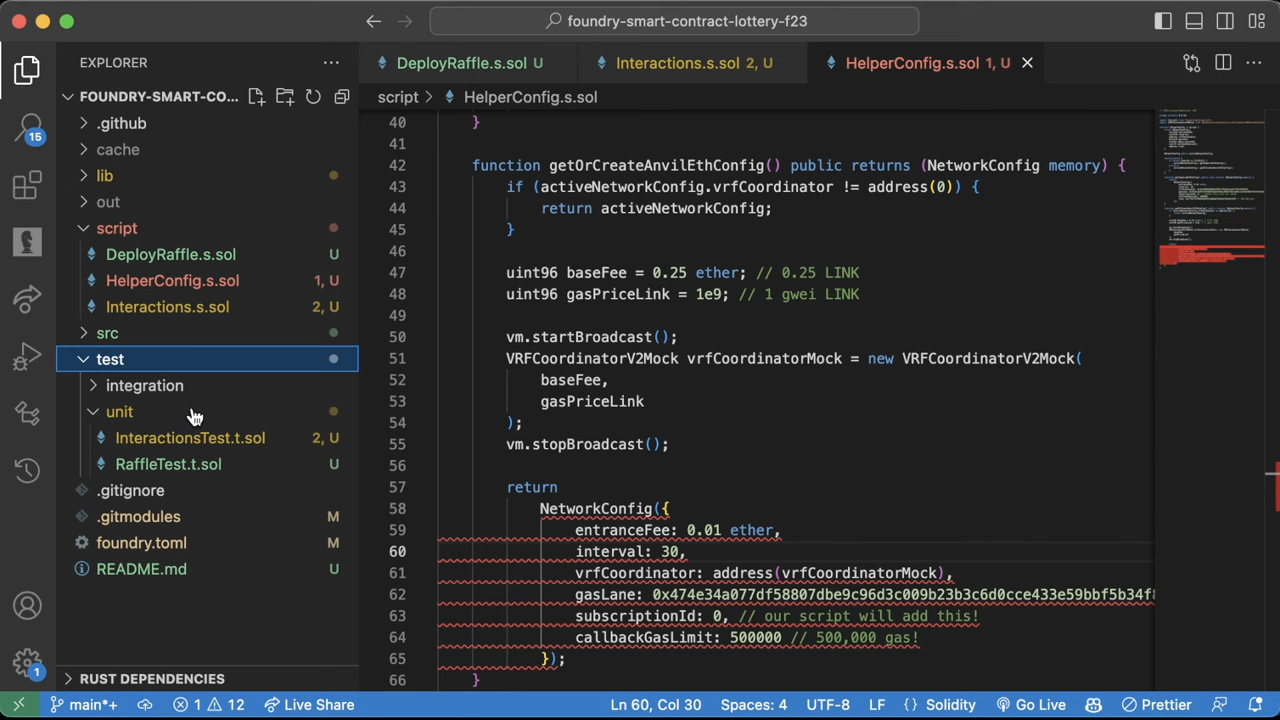 foundry-smart-contract-lottery-f23
EXPLORER
FOUNDRY-SMART-CO...
.github
cache
lib
out
script
DeployRaffle.s.sol U
HelperConfig.s.sol 1, U
Interactions.s.sol 2, U
src
test
integration
unit
InteractionsTest.t.sol 2, U
RaffleTest.t.sol U
.gitignore
.gitmodules M
foundry.toml M
README.md U
RUST DEPENDENCIES
15
1
DeployRaffle.s.sol U
Interactions.s.sol 2, U
HelperConfig.s.sol 1, U
script > HelperConfig.s.sol
40 }
41
42 function getOrCreateAnvilEthConfig() public returns (NetworkConfig memory) {
43 if (activeNetworkConfig.vrfCoordinator != address(0)) {
44 return activeNetworkConfig;
45 }
46
47 uint96 baseFee = 0.25 ether; // 0.25 LINK
48 uint96 gasPriceLink = 1e9; // 1 gwei LINK
49
50 vm.startBroadcast();
51 VRFCoordinatorV2Mock vrfCoordinatorMock = new VRFCoordinatorV2Mock(
52 baseFee,
53 gasPriceLink
54 );
55 vm.stopBroadcast();
56
57 return
58 NetworkConfig({
59 entranceFee: 0.01 ether,
60 interval: 30,
61 vrfCoordinator: address(vrfCoordinatorMock),
62 gasLane: 0x474e34a077df58807dbe9c96d3c009b23b3c6d0cce433e59bbf5b34f8
63 subscriptionId: 0, // our script will add this!
64 callbackGasLimit: 500000 // 500,000 gas!
65 });
66 }
main*+ 1 12 Live Share Ln 60, Col 30 Spaces: 4 UTF-8 LF {} Solidity Go Live Prettier